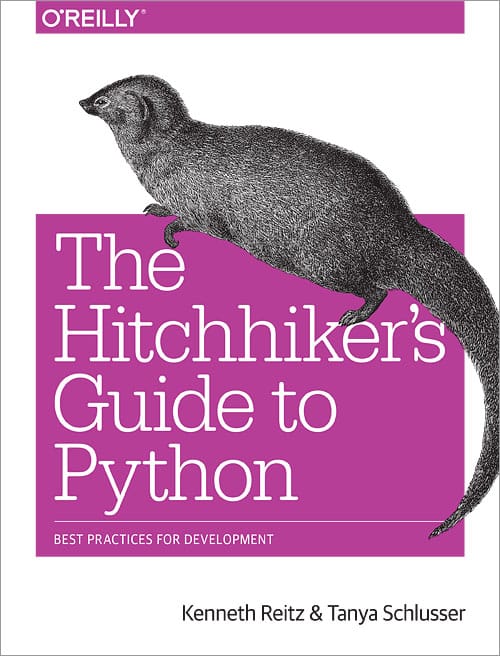 O'REILLY®
The
Hitchhiker's
Guide to
Python
BEST PRACTICES FOR DEVELOPMENT
Kenneth Reitz & Tanya Schlusser